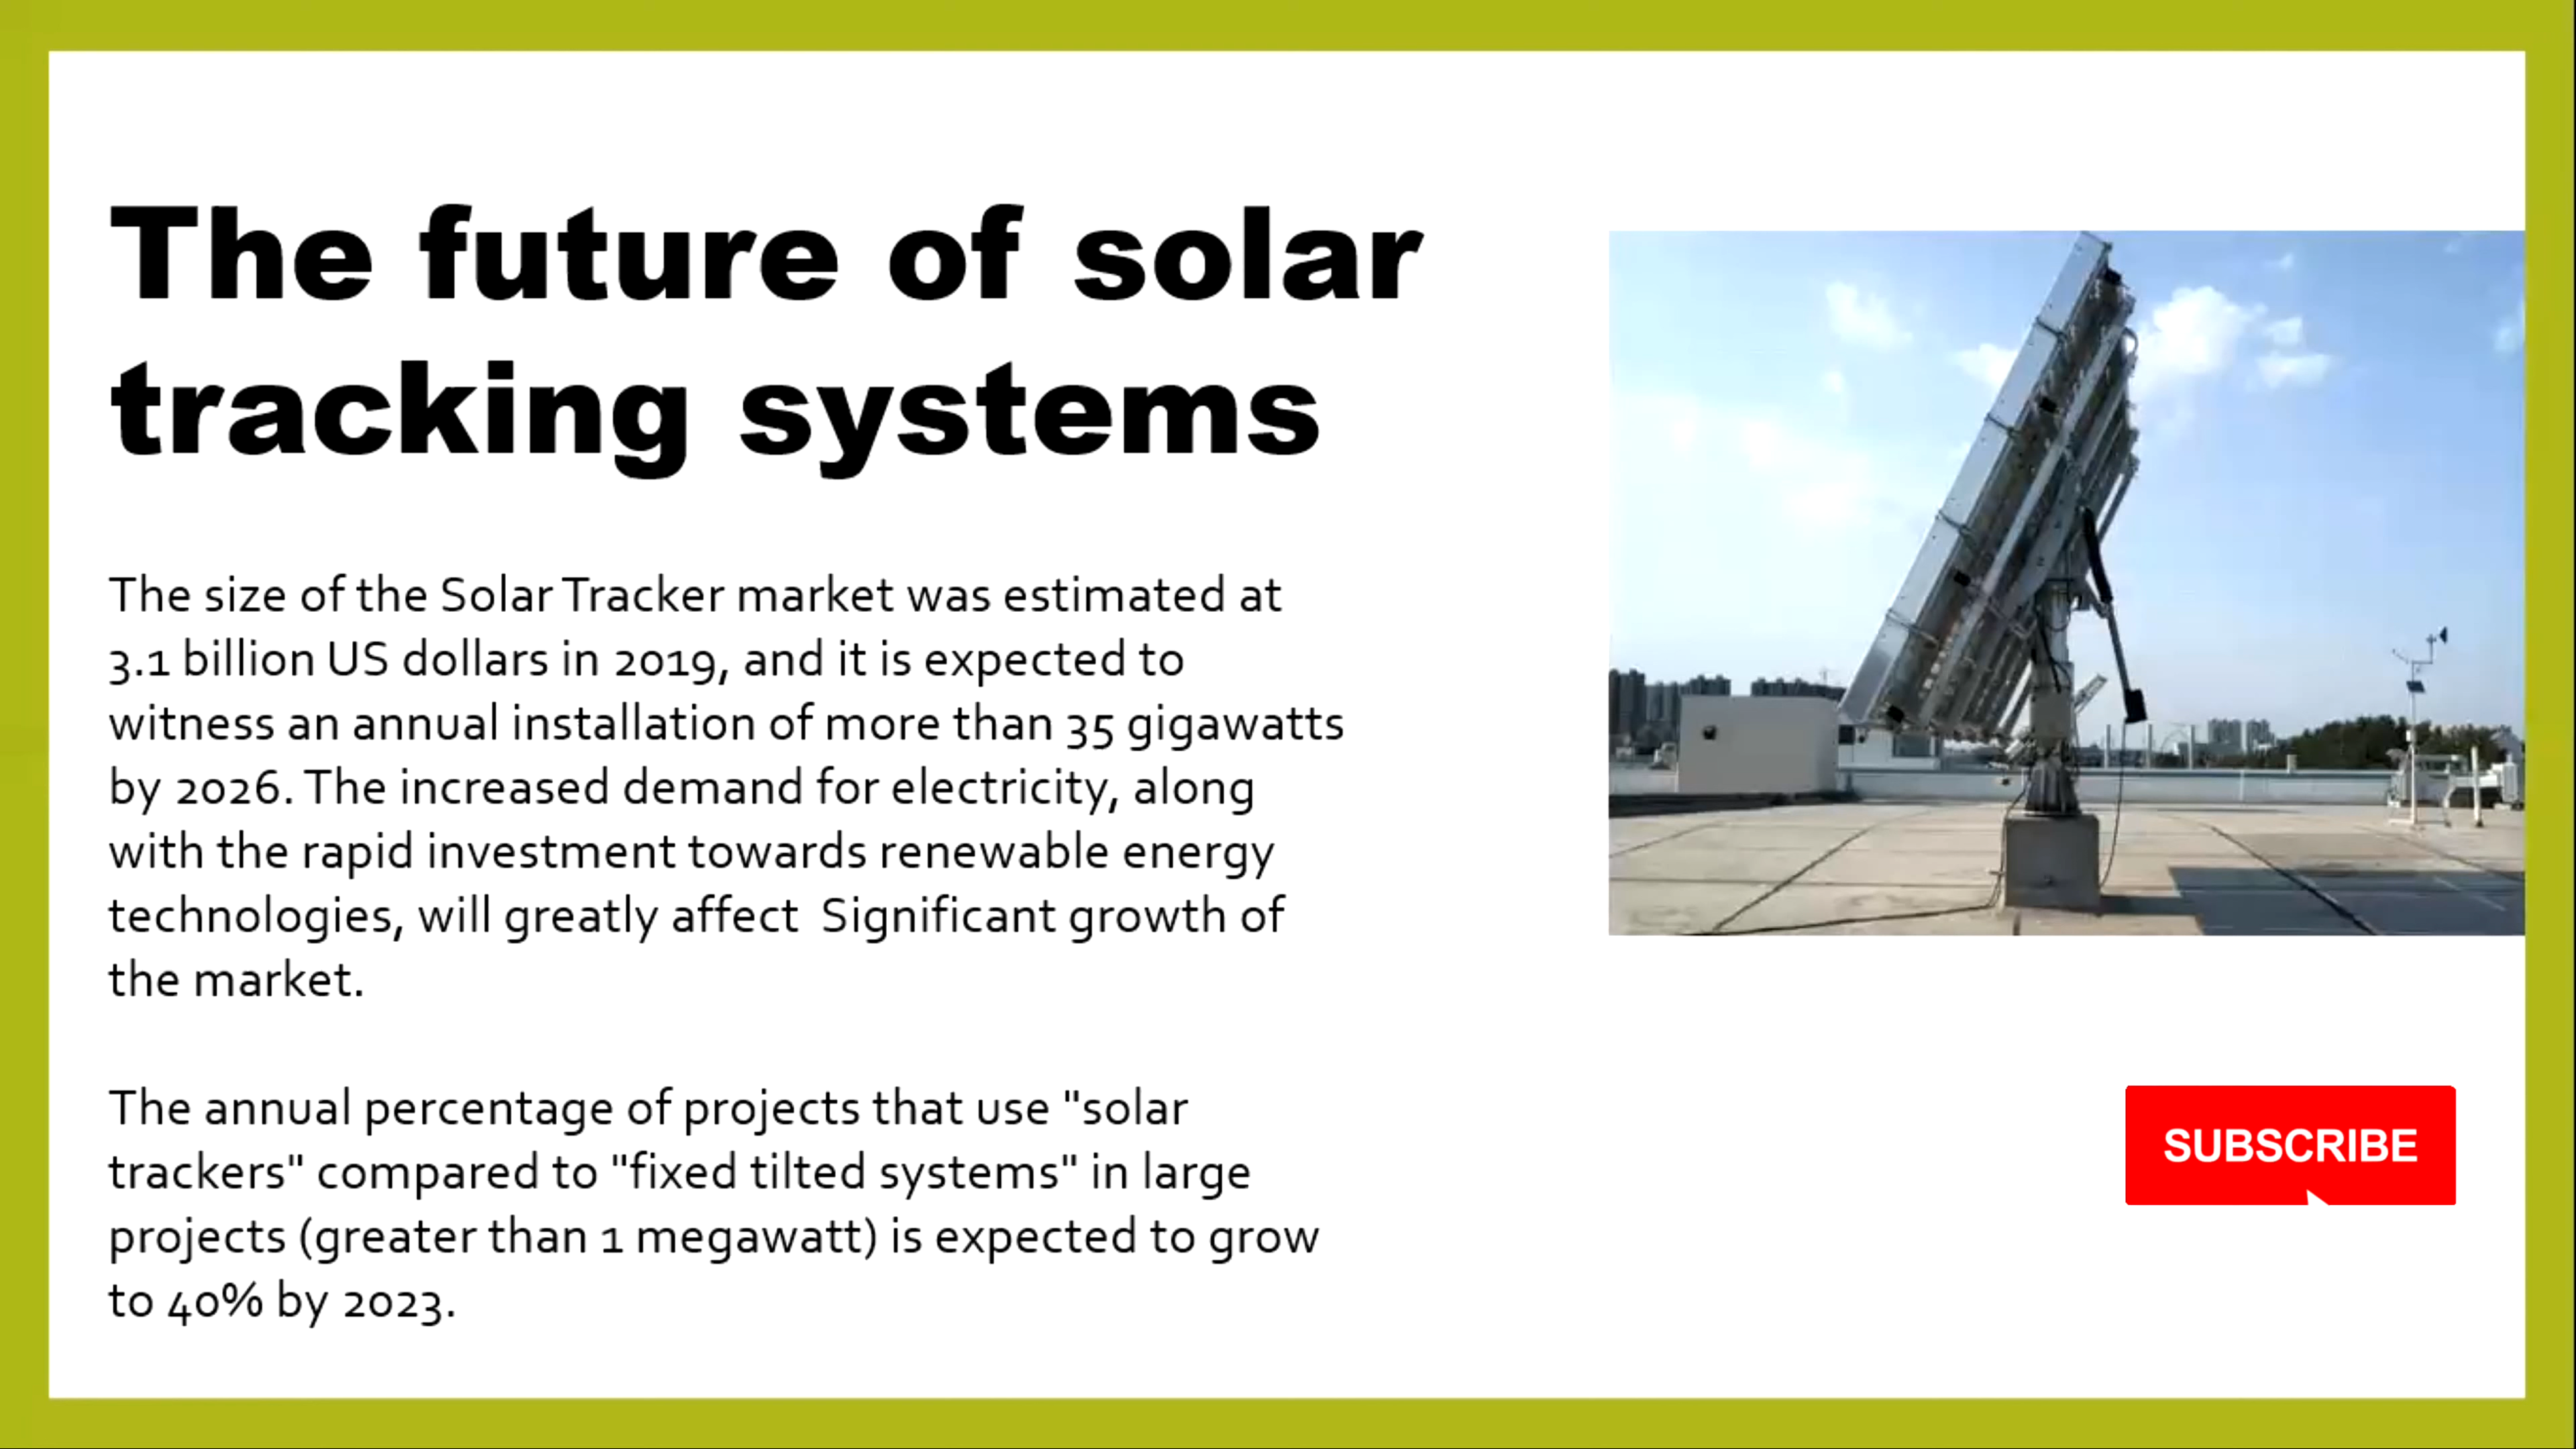 The future of solar
tracking systems
The size of the Solar Tracker market was estimated at
3.1 billion US dollars in 2019, and it is expected to
witness an annual installation of more than 35 gigawatts
by 2026. The increased demand for electricity, along
with the rapid investment towards renewable energy
technologies, will greatly affect  Significant growth of
the market.
The annual percentage of projects that use "solar
trackers" compared to "fixed tilted systems" in large
projects (greater than 1 megawatt) is expected to grow
to 40% by 2023.
SUBSCRIBE